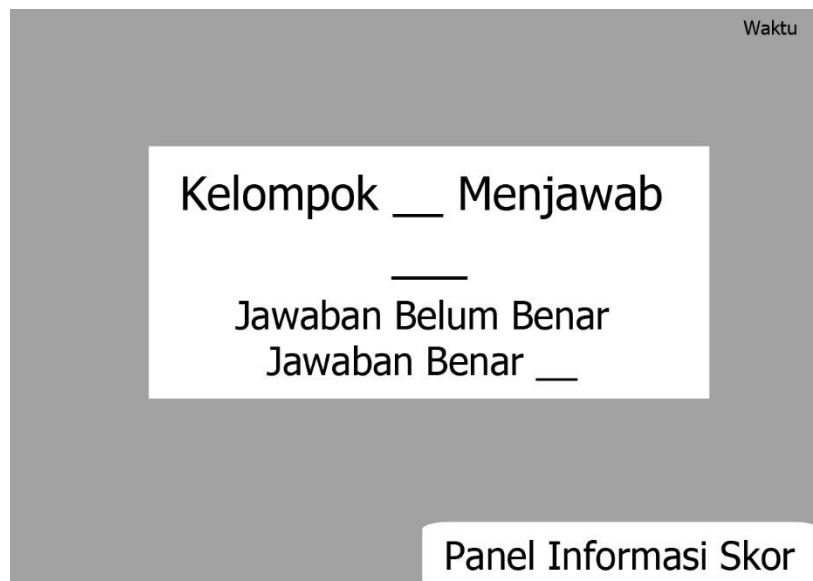 Waktu
Kelompok __ Menjawab
___
Jawaban Belum Benar
Jawaban Benar __
Panel Informasi Skor